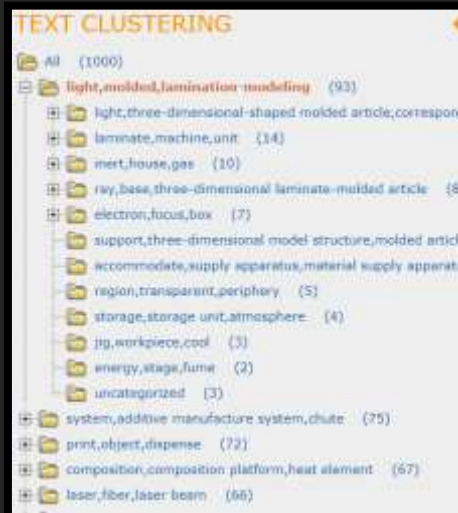 TEXT CLUSTERING
All (1000)
light,molded,lamination modeling (93)
light,three-dimensional-shaped molded article,correspon
laminate,machine,unit (14)
inert,house,gas (10)
ray,base,three-dimensional laminate-molded article (8
electron,focus,box (7)
support,three-dimensional model structure,molded articl
accommodate,supply apparatus,material supply apparat
region,transparent,periphery (5)
storage,storage unit,atmosphere (4)
jig,workpiece,cool (3)
energy,stage,fume (2)
uncategorized (3)
system,additive manufacture system,chute (75)
print,object,dispense (72)
composition,composition platform,heat element (67)
laser,fiber,laser beam (66)